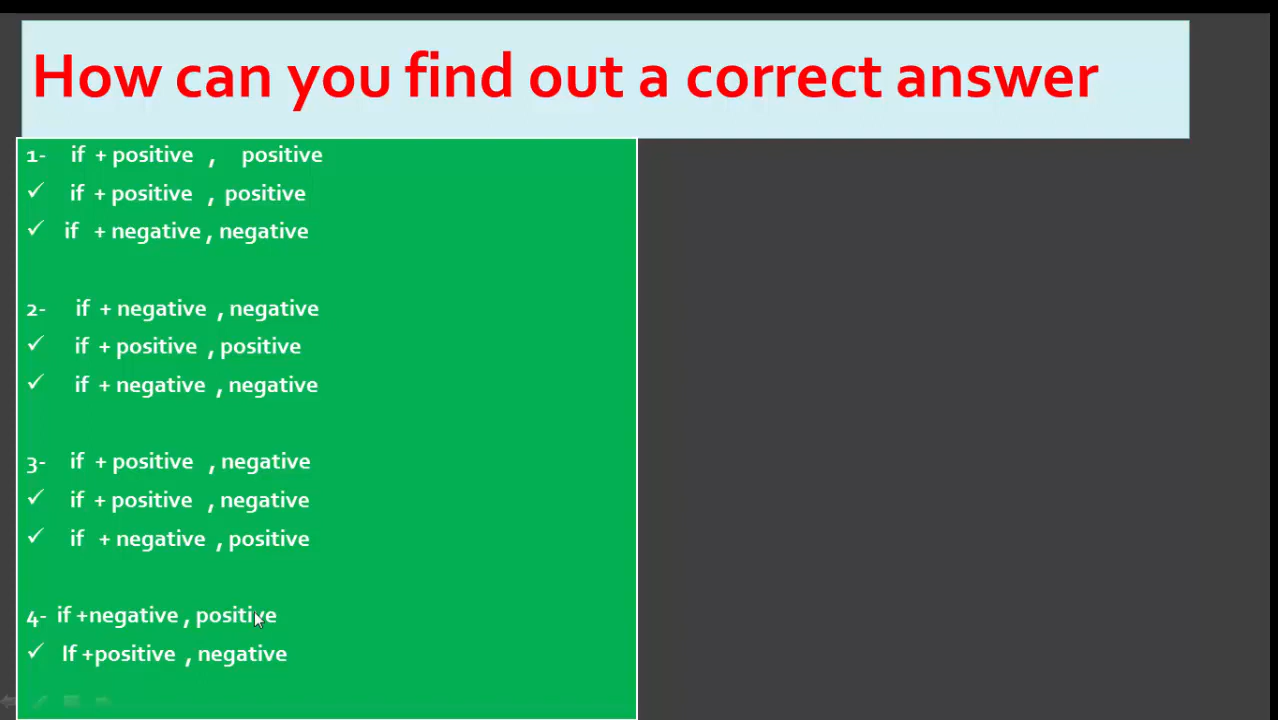 How can you find out a correct answer
1- if + positive , positive
✓ if + positive , positive
✓ if + negative , negative
2- if + negative , negative
✓ if + positive , positive
✓ if + negative , negative
3- if + positive , negative
✓ if + positive , negative
✓ if + negative , positive
4- if +negative , positive
✓ If +positive , negative